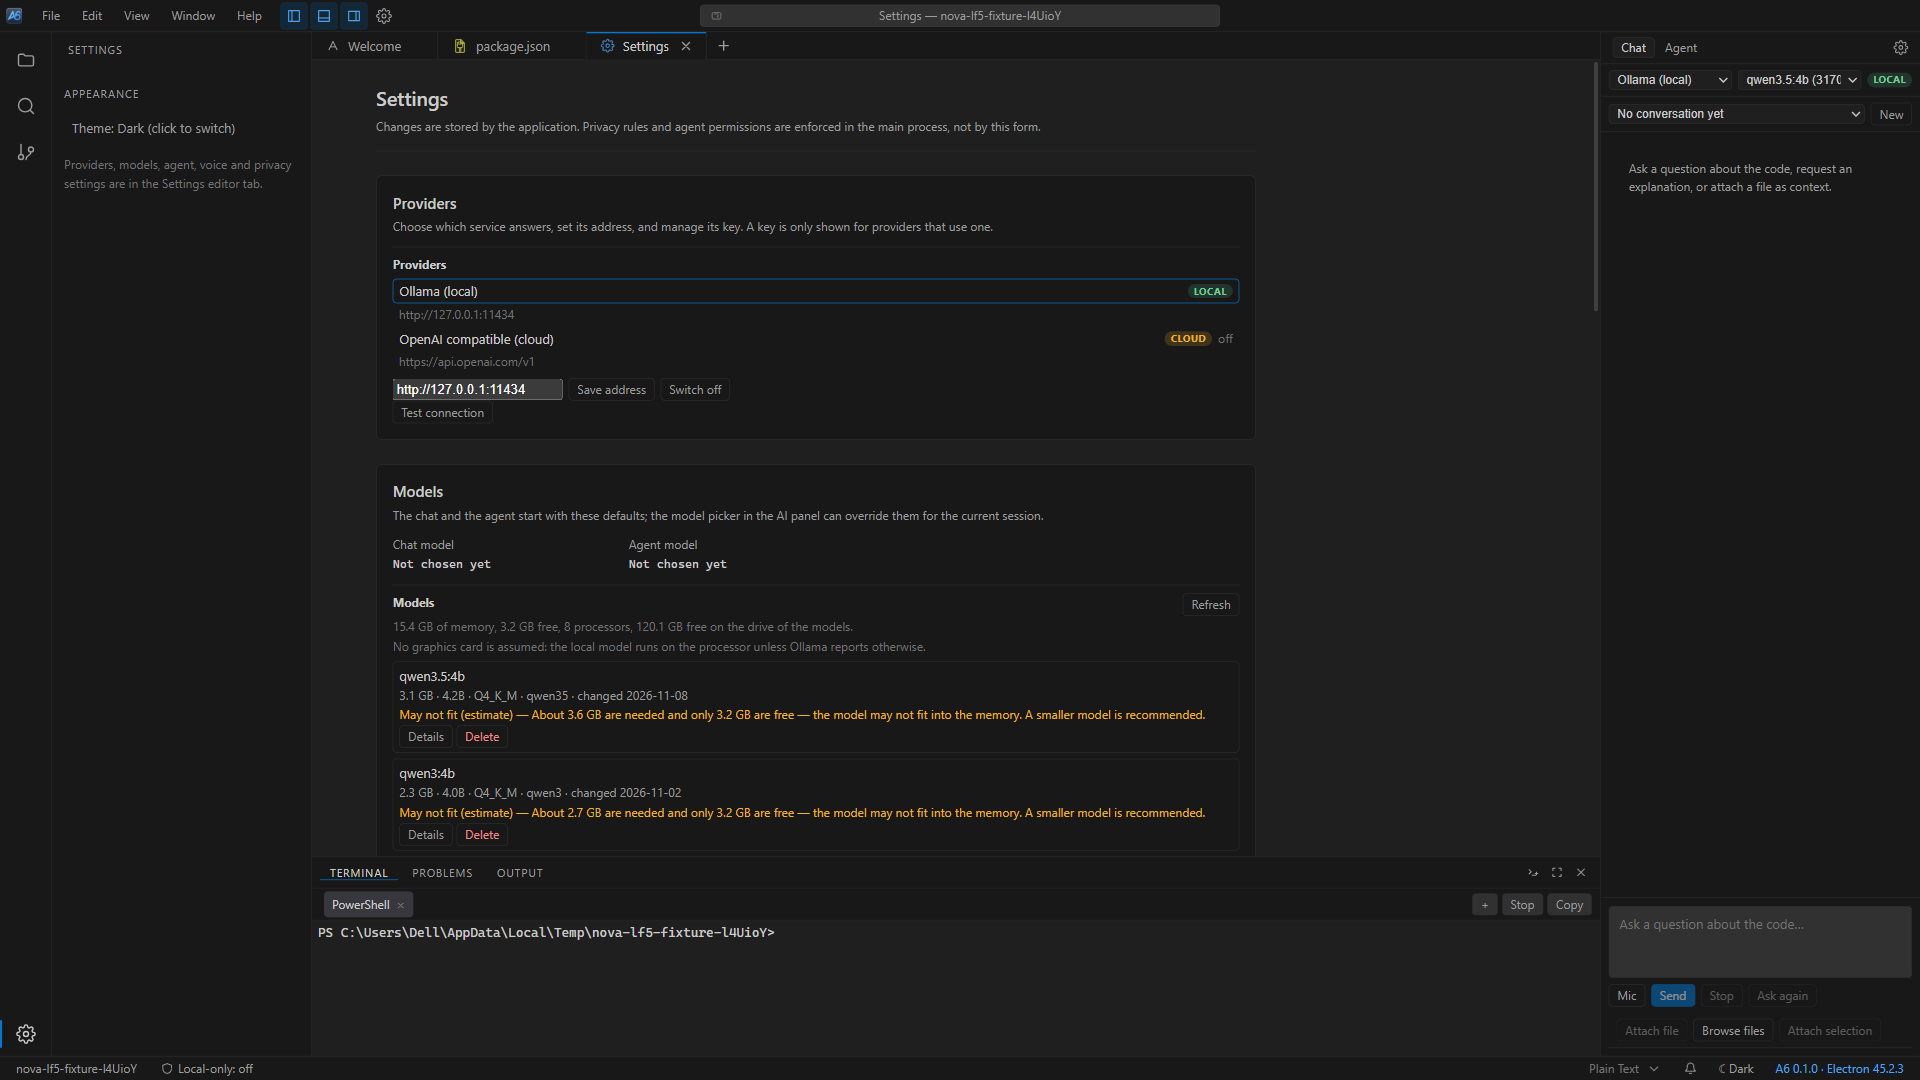 A6 File Edit View Window Help
Settings — nova-lf5-fixture-l4UioY
SETTINGS
APPEARANCE
Theme: Dark (click to switch)
Providers, models, agent, voice and privacy
settings are in the Settings editor tab.
Welcome
package.json
Settings
Settings
Changes are stored by the application. Privacy rules and agent permissions are enforced in the main process, not by this form.
Providers
Choose which service answers, set its address, and manage its key. A key is only shown for providers that use one.
Providers
Ollama (local) LOCAL
http://127.0.0.1:11434
OpenAI compatible (cloud) CLOUD off
https://api.openai.com/v1
http://127.0.0.1:11434 Save address Switch off
Test connection
Models
The chat and the agent start with these defaults; the model picker in the AI panel can override them for the current session.
Chat model Agent model
Not chosen yet Not chosen yet
Models Refresh
15.4 GB of memory, 3.2 GB free, 8 processors, 120.1 GB free on the drive of the models.
No graphics card is assumed: the local model runs on the processor unless Ollama reports otherwise.
qwen3.5:4b
3.1 GB · 4.2B · Q4_K_M · qwen35 · changed 2026-11-08
May not fit (estimate) — About 3.6 GB are needed and only 3.2 GB are free — the model may not fit into the memory. A smaller model is recommended.
Details Delete
qwen3:4b
2.3 GB · 4.0B · Q4_K_M · qwen3 · changed 2026-11-02
May not fit (estimate) — About 2.7 GB are needed and only 3.2 GB are free — the model may not fit into the memory. A smaller model is recommended.
Details Delete
TERMINAL PROBLEMS OUTPUT
PowerShell + Stop Copy
PS C:\Users\Dell\AppData\Local\Temp\nova-lf5-fixture-l4UioY>
Chat Agent
Ollama (local) qwen3.5:4b (317( LOCAL
No conversation yet New
Ask a question about the code, request an
explanation, or attach a file as context.
Ask a question about the code...
Mic Send Stop Ask again
Attach file Browse files Attach selection
nova-lf5-fixture-l4UioY Local-only: off
Plain Text Dark A6 0.1.0 · Electron 45.2.3